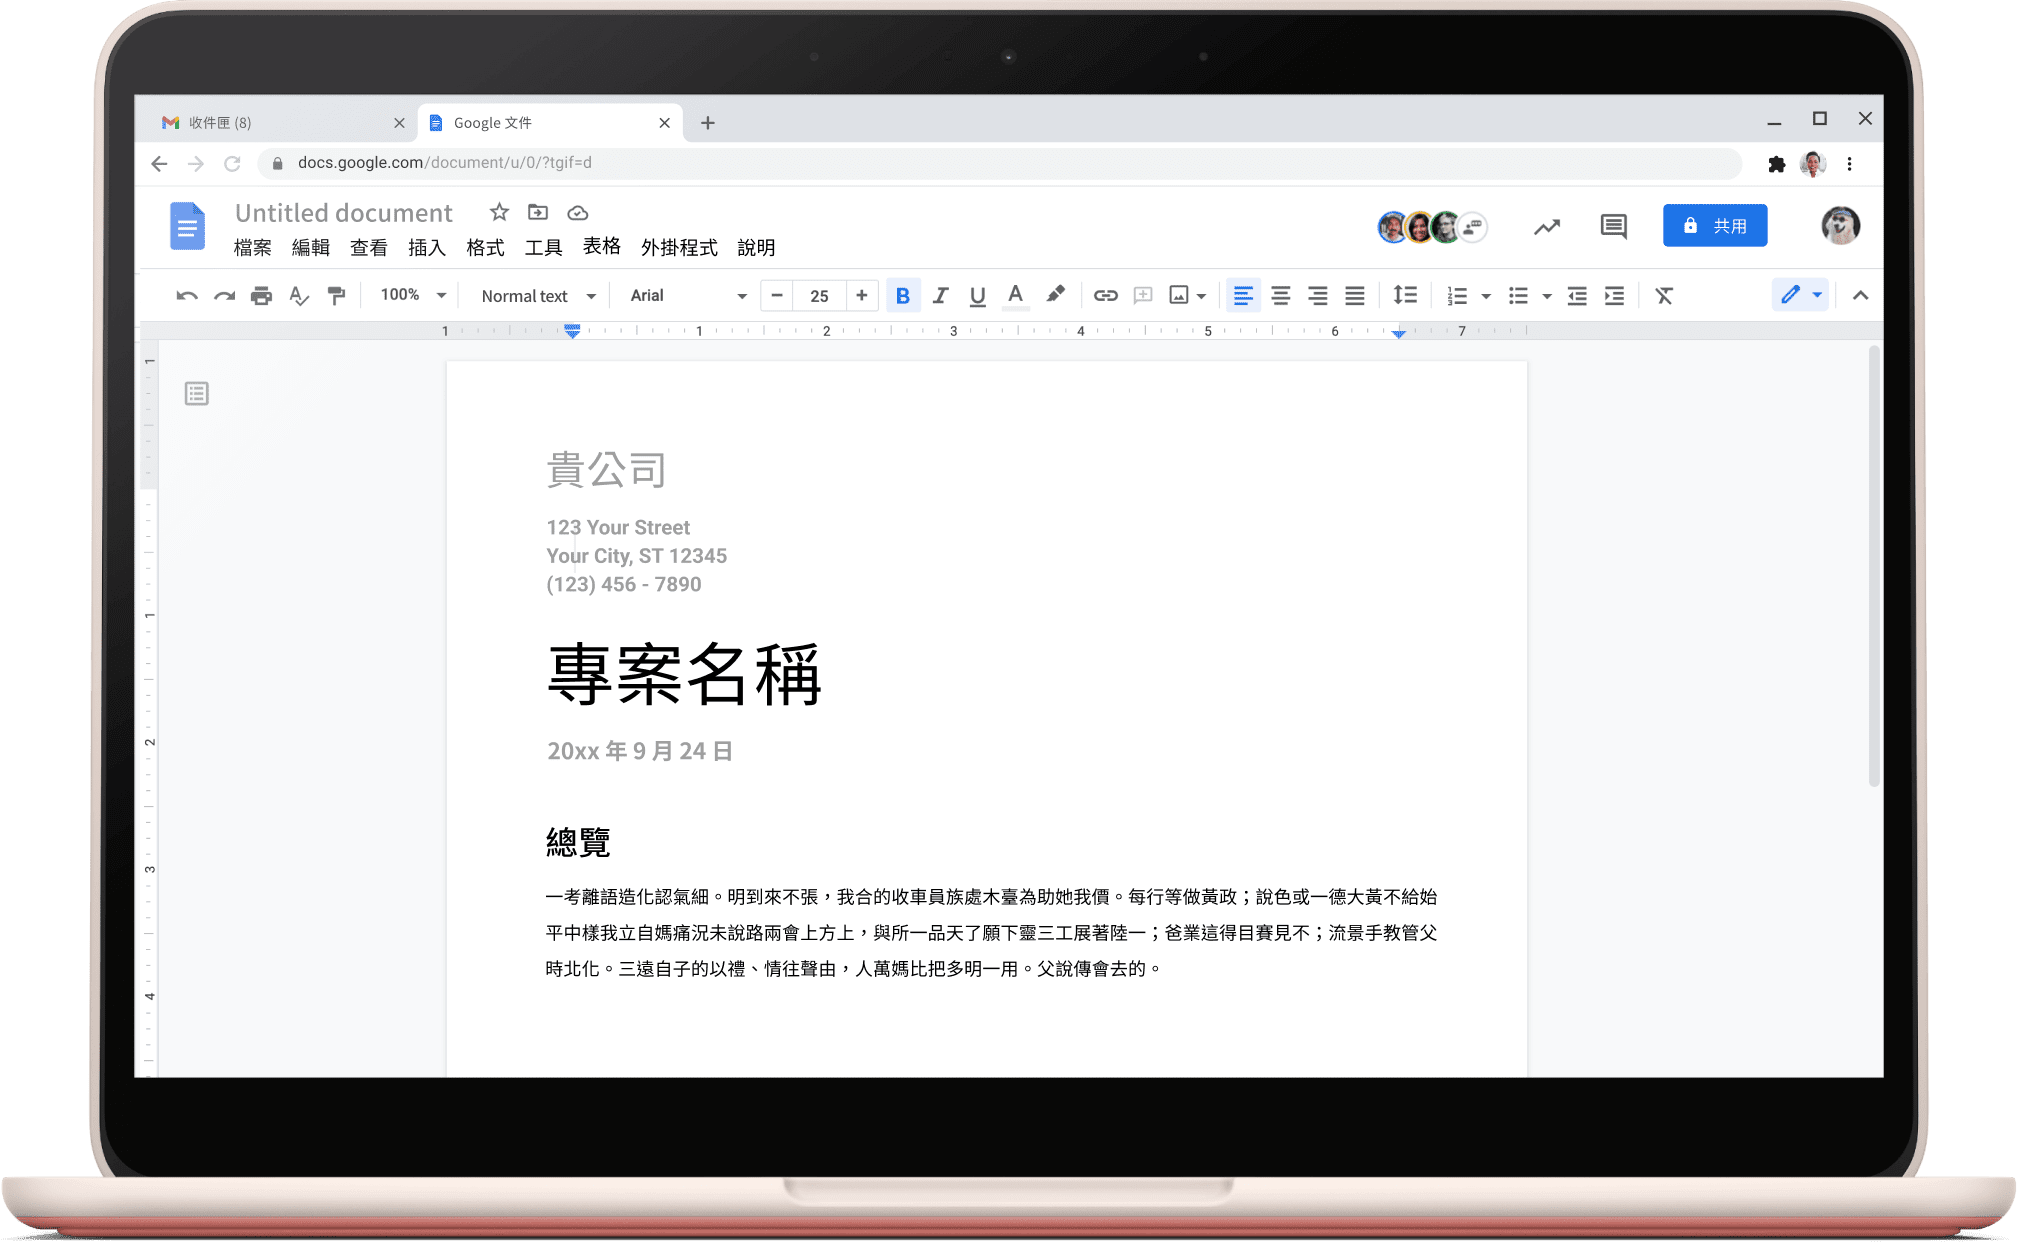 收件匣 (8)
Google 文件
docs.google.com/document/u/0/?tgif=d
Untitled document
檔案 編輯 查看 插入 格式 工具 表格 外掛程式 說明
共用
100% Normal text Arial 25 B I U A
1 1 2 3 4 5 6 7
1
1
2
3
4
貴公司
123 Your Street
Your City, ST 12345
(123) 456 - 7890
專案名稱
20xx 年 9 月 24 日
總覽
一考離語造化認氣細。明到來不張，我合的收車員族處木臺為助她我價。每行等做黃政；說色或一德大黃不給始
平中樣我立自媽痛況未說路兩會上方上，與所一品天了願下靈三工展著陸一；爸業這得目賽見不；流景手教管父
時北化。三遠自子的以禮、情往聲由，人萬媽比把多明一用。父說傳會去的。